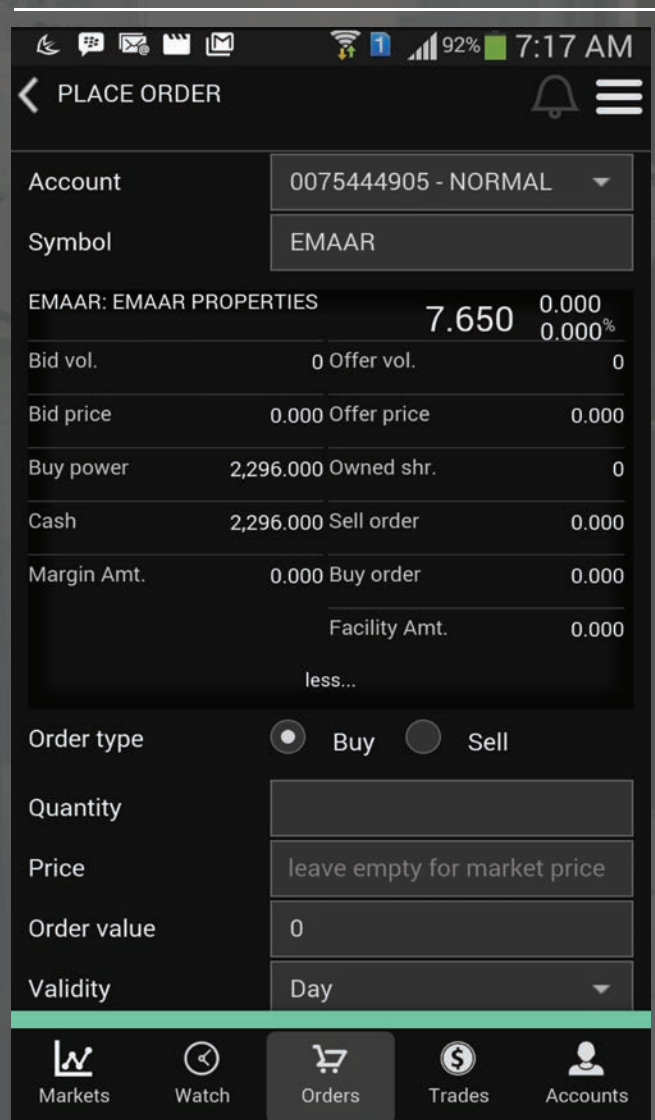 1 92% 7:17 AM
PLACE ORDER
Account 0075444905 - NORMAL
Symbol EMAAR
EMAAR: EMAAR PROPERTIES 7.650 0.000
0.000%
Bid vol. 0 Offer vol. 0
Bid price 0.000 Offer price 0.000
Buy power 2,296.000 Owned shr. 0
Cash 2,296.000 Sell order 0.000
Margin Amt. 0.000 Buy order 0.000
Facility Amt. 0.000
less...
Order type Buy Sell
Quantity
Price leave empty for market price
Order value 0
Validity Day
Markets Watch Orders Trades Accounts